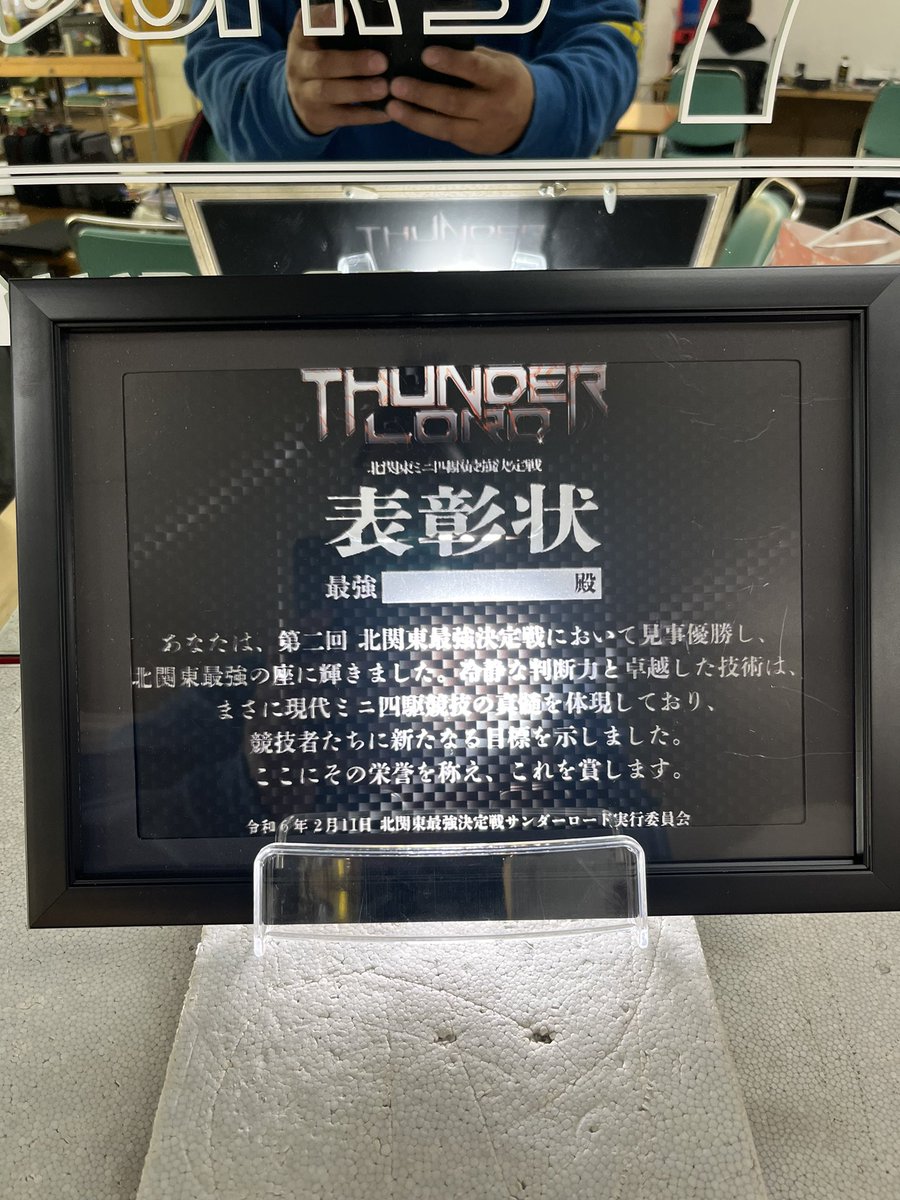 THUNDER
THUNDER
LORD
北関東ミニ四駆最強決定戦
表彰状
最強 殿
あなたは、第二回 北関東最強決定戦において見事優勝し、
北関東最強の座に輝きました。冷静な判断力と卓越した技術は、
まさに現代ミニ四駆競技の真髄を体現しており、
競技者たちに新たなる目標を示しました。
ここにその栄誉を称え、これを賞します。
令和6年2月11日 北関東最強決定戦サンダーロード実行委員会